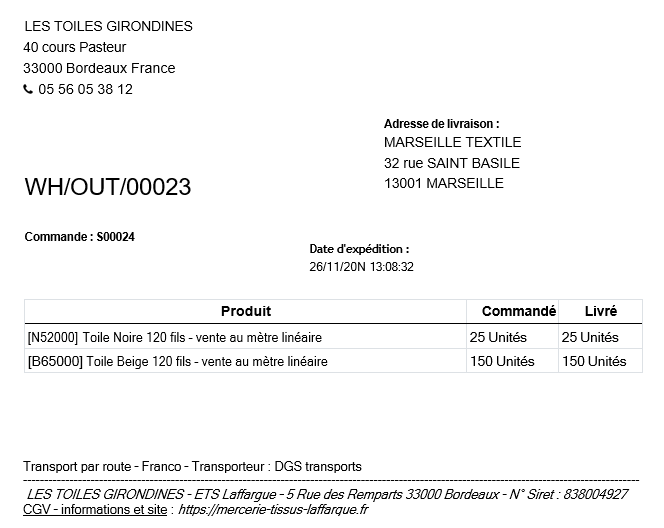 LES TOILES GIRONDINES
40 cours Pasteur
33000 Bordeaux France
05 56 05 38 12
Adresse de livraison :
MARSEILLE TEXTILE
32 rue SAINT BASILE
13001 MARSEILLE
WH/OUT/00023
Commande : S00024
Date d'expédition :
26/11/20N 13:08:32
Produit Commandé Livré
[N52000] Toile Noire 120 fils - vente au mètre linéaire 25 Unités 25 Unités
[B65000] Toile Beige 120 fils - vente au mètre linéaire 150 Unités 150 Unités
Transport par route - Franco - Transporteur : DGS transports
LES TOILES GIRONDINES - ETS Laffargue - 5 Rue des Remparts 33000 Bordeaux - N° Siret : 838004927
CGV - informations et site : https://mercerie-tissus-laffarque.fr